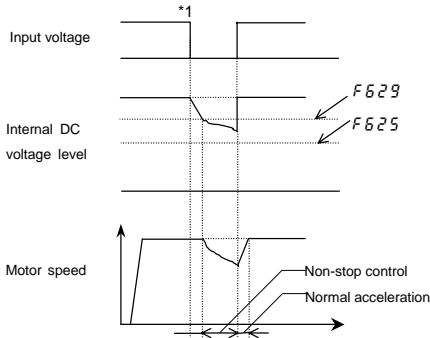 *1
Input voltage
F629
F625
Internal DC
voltage level
Motor speed
Non-stop control
Normal acceleration